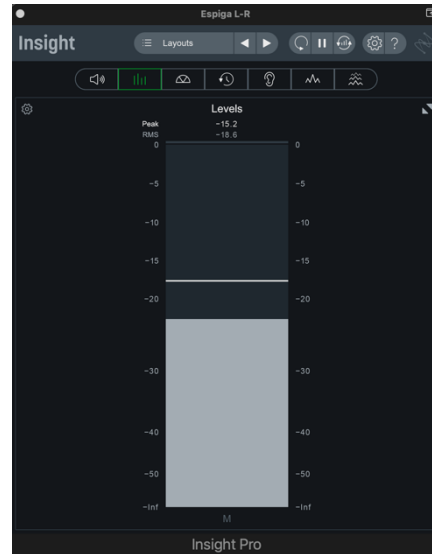 Espiga L-R
Insight
Layouts
?
Levels
Peak -15.2
RMS -18.6
0 0
-5 -5
-10 -10
-15 -15
-20 -20
-30 -30
-40 -40
-50 -50
-Inf -Inf
M
Insight Pro